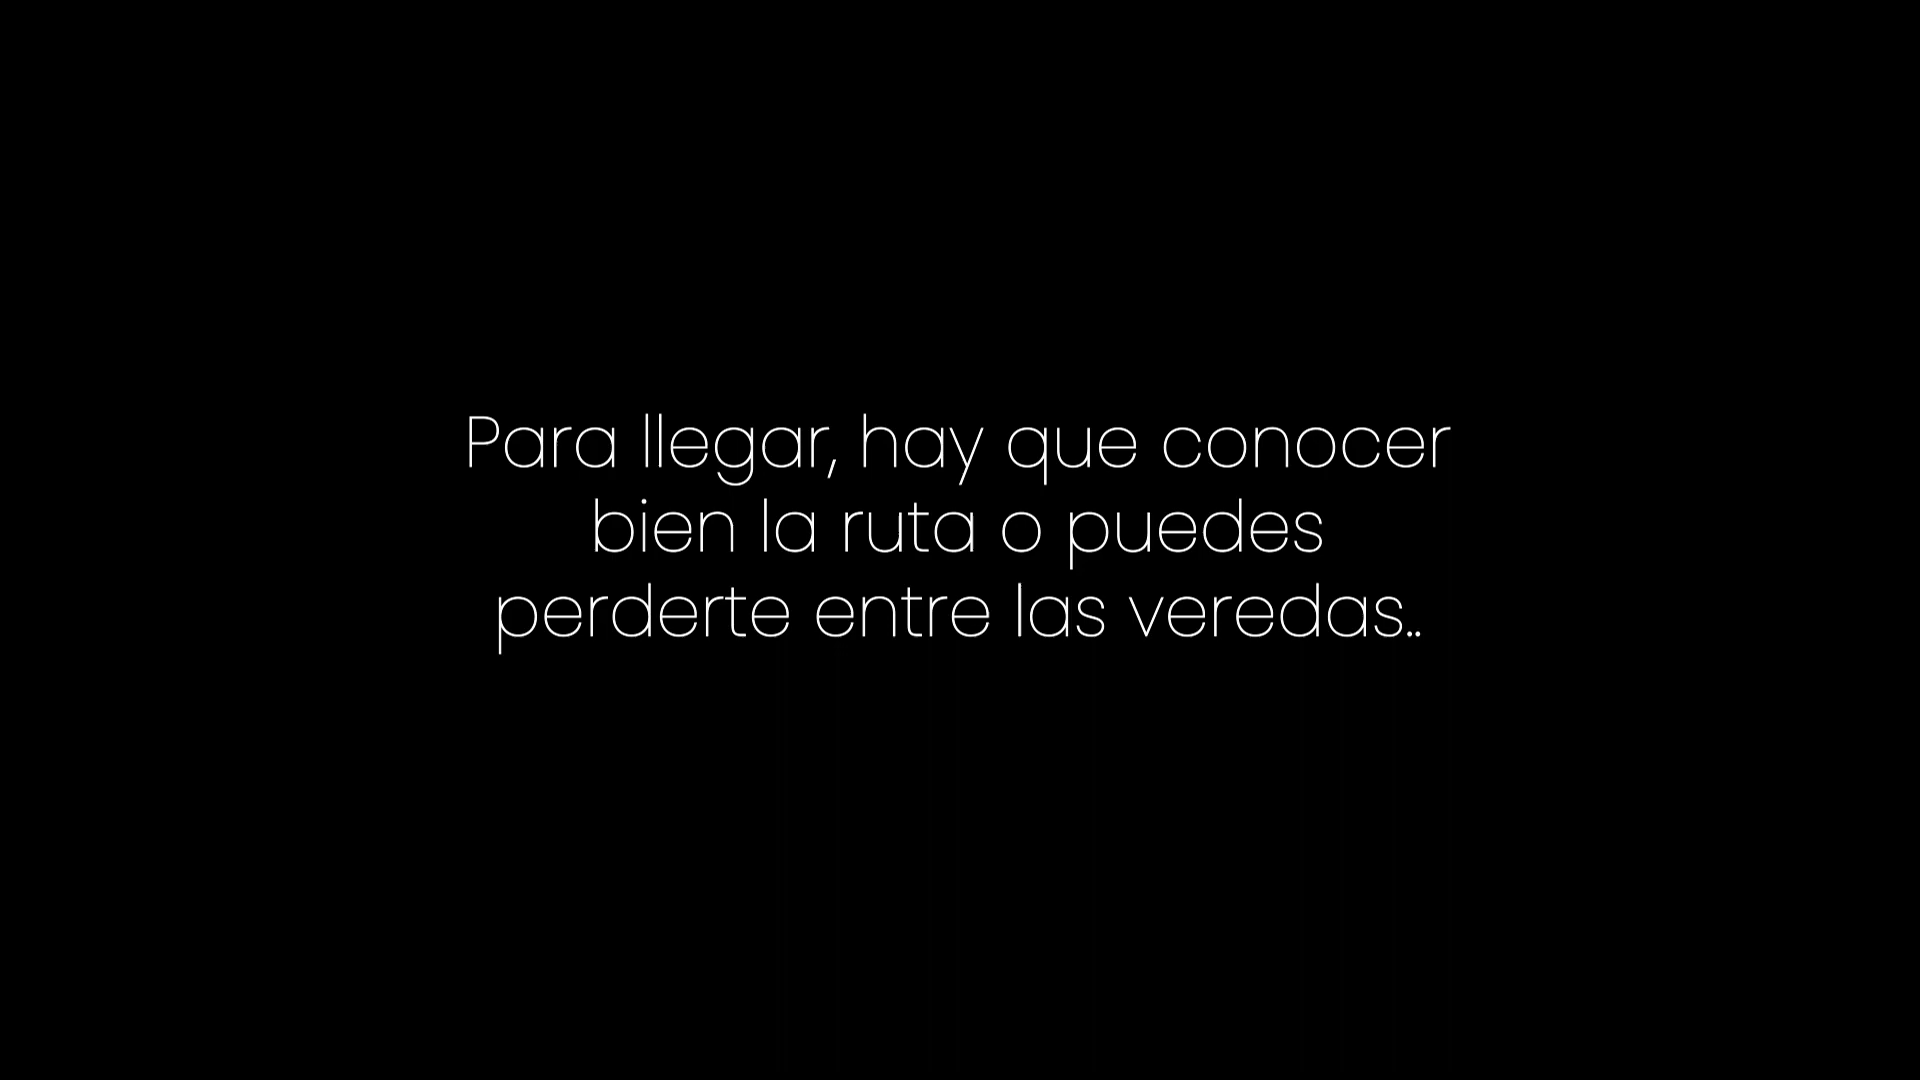 Para llegar, hay que conocer
bien la ruta o puedes
perderte entre las veredas..